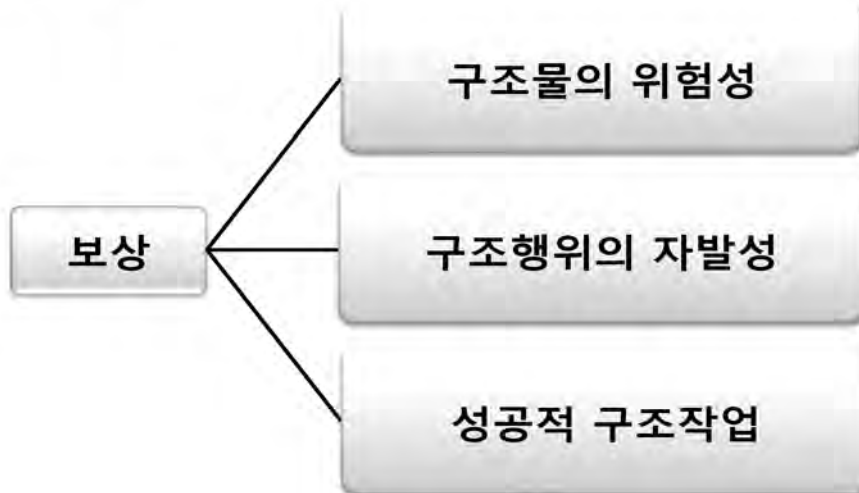 구조물의 위험성
보상
구조행위의 자발성
성공적 구조작업